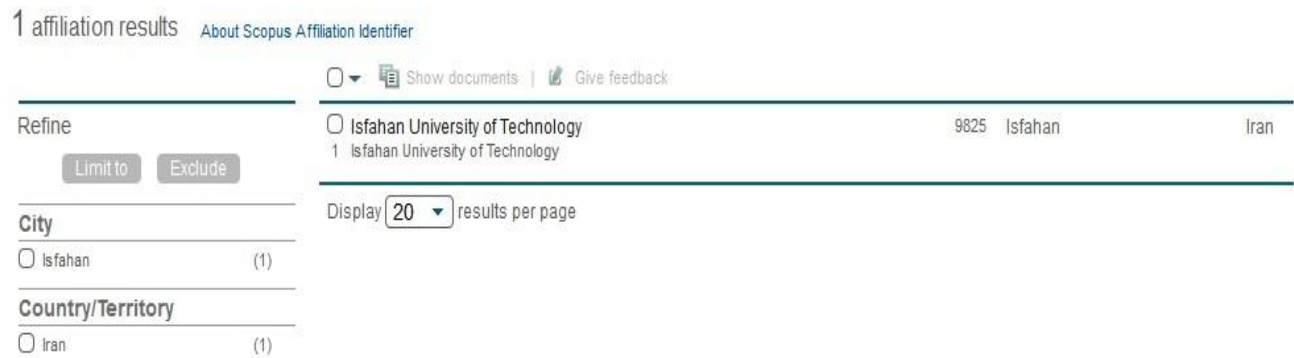 1 affiliation results About Scopus Affiliation Identifier
Show documents | Give feedback
Refine
Limit to Exclude
City
Isfahan (1)
Country/Territory
Iran (1)
Isfahan University of Technology 9825 Isfahan Iran
1 Isfahan University of Technology
Display 20 results per page